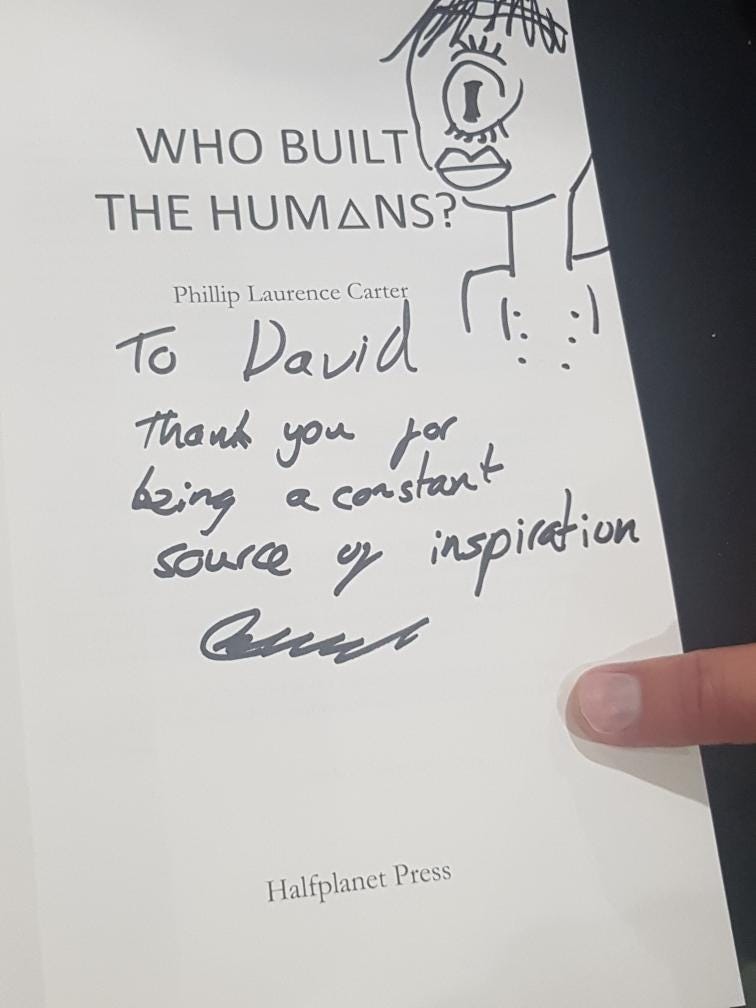 WHO BUILT
THE HUMΔNS?
Phillip Laurence Carter
To David
Thank you for
being a constant
source of inspiration
Halfplanet Press